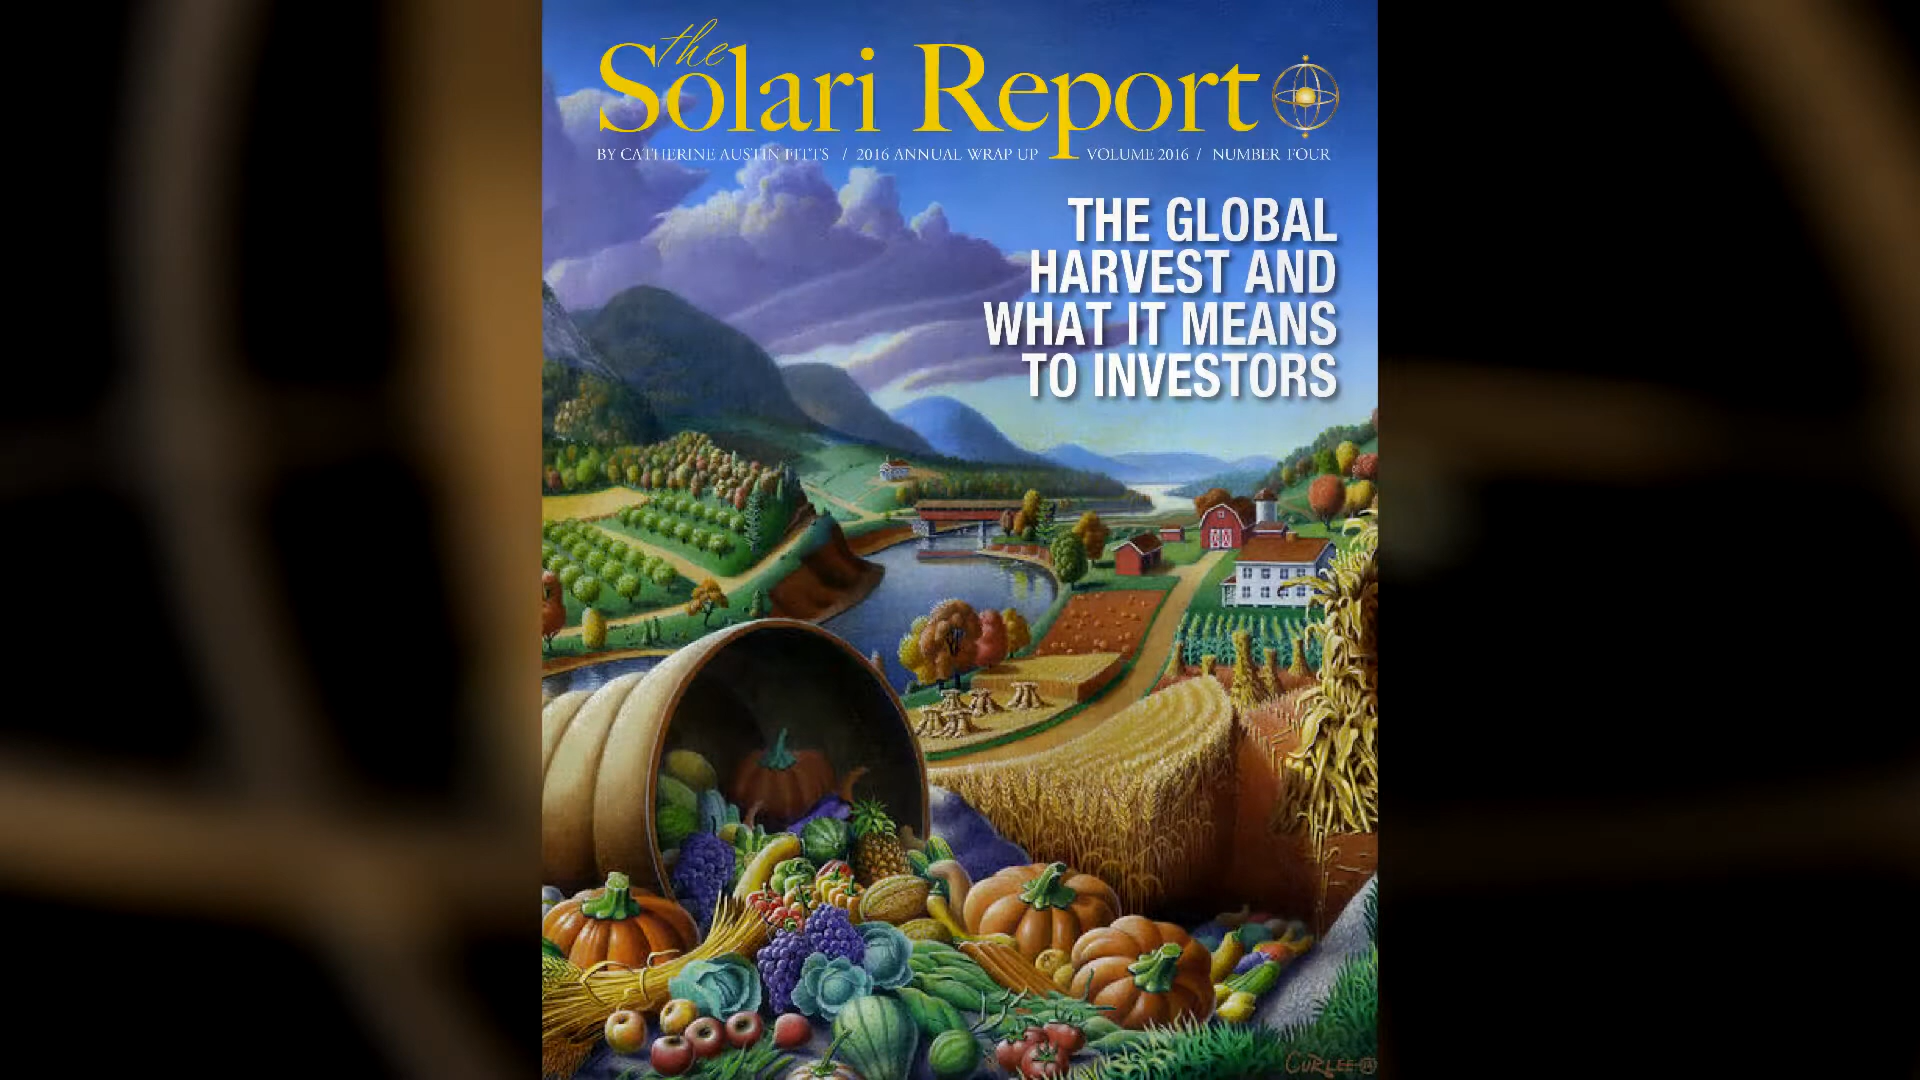 the
Solari Report
BY CATHERINE AUSTIN FITTS / 2016 ANNUAL WRAP UP VOLUME 2016 / NUMBER FOUR
THE GLOBAL
HARVEST AND
WHAT IT MEANS
TO INVESTORS
CURLEE